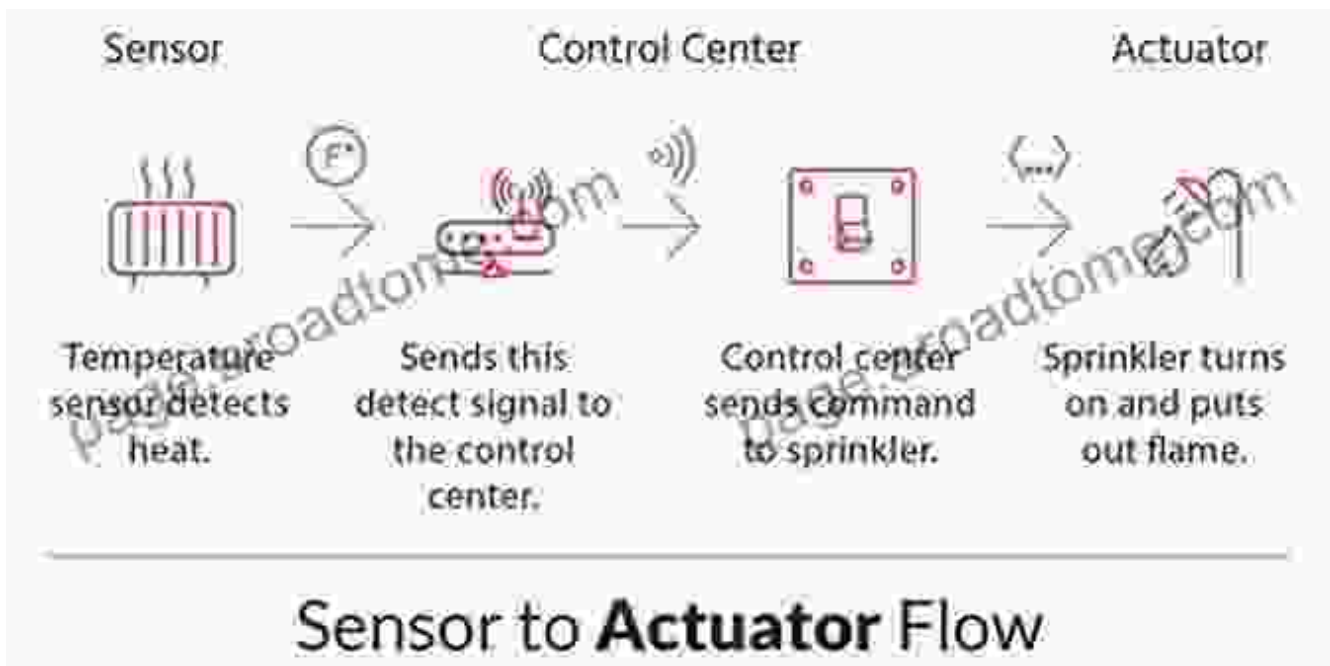 Sensor
Control Center
Actuator
F°
Temperature
sensor detects
heat.
Sends this
detect signal to
the control
center.
Control center
sends command
to sprinkler.
Sprinkler turns
on and puts
out flame.
Sensor to Actuator Flow